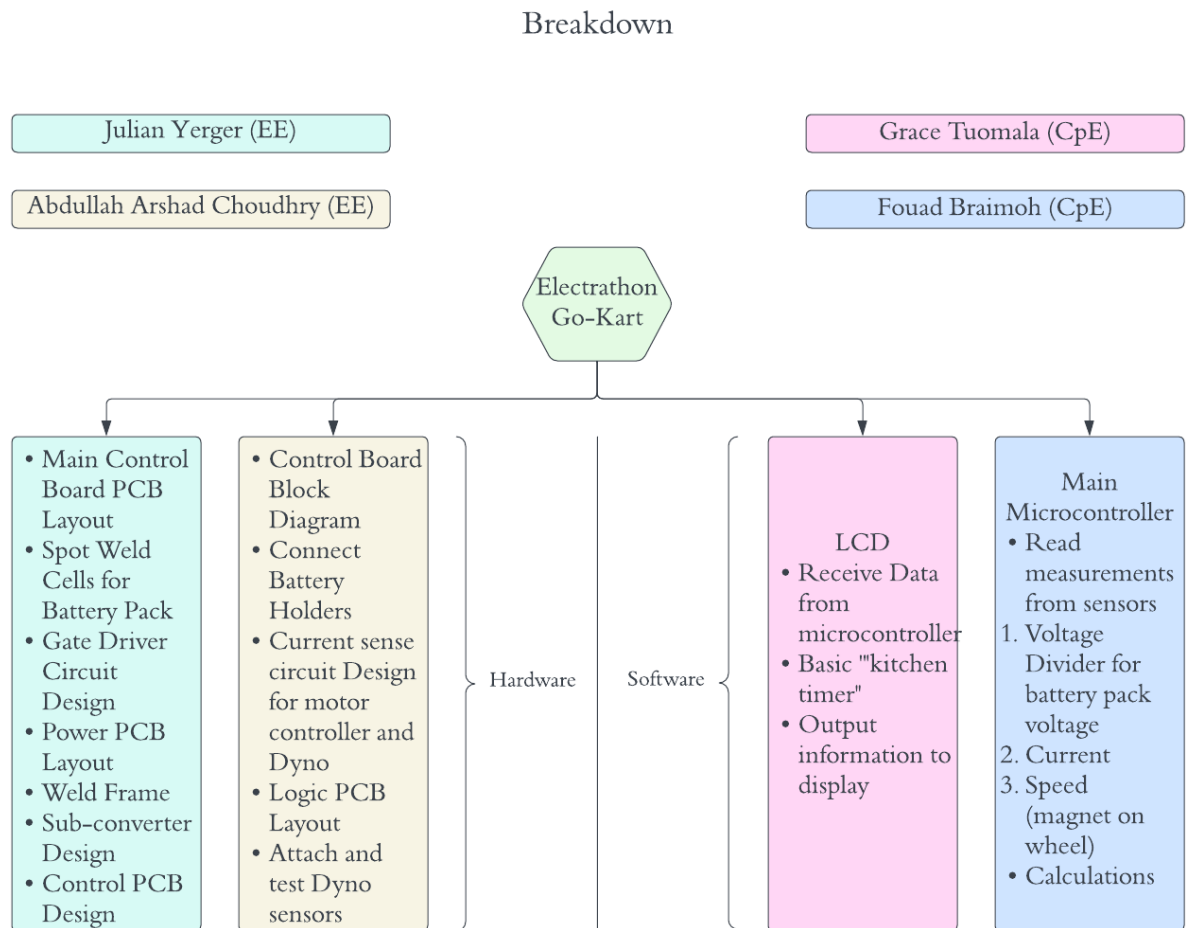 Breakdown
Julian Yerger (EE)
Grace Tuomala (CpE)
Abdullah Arshad Choudhry (EE)
Fouad Braimoh (CpE)
Electrathon
Go-Kart
• Main Control
Board PCB
Layout
• Spot Weld
Cells for
Battery Pack
• Gate Driver
Circuit
Design
• Power PCB
Layout
• Weld Frame
• Sub-converter
Design
• Control PCB
Design
• Control Board
Block
Diagram
• Connect
Battery
Holders
• Current sense
circuit Design
for motor
controller and
Dyno
• Logic PCB
Layout
• Attach and
test Dyno
sensors
Hardware
Software
LCD
• Receive Data
from
microcontroller
• Basic '"kitchen
timer"
• Output
information to
display
Main
Microcontroller
• Read
measurements
from sensors
1. Voltage
Divider for
battery pack
voltage
2. Current
3. Speed
(magnet on
wheel)
• Calculations